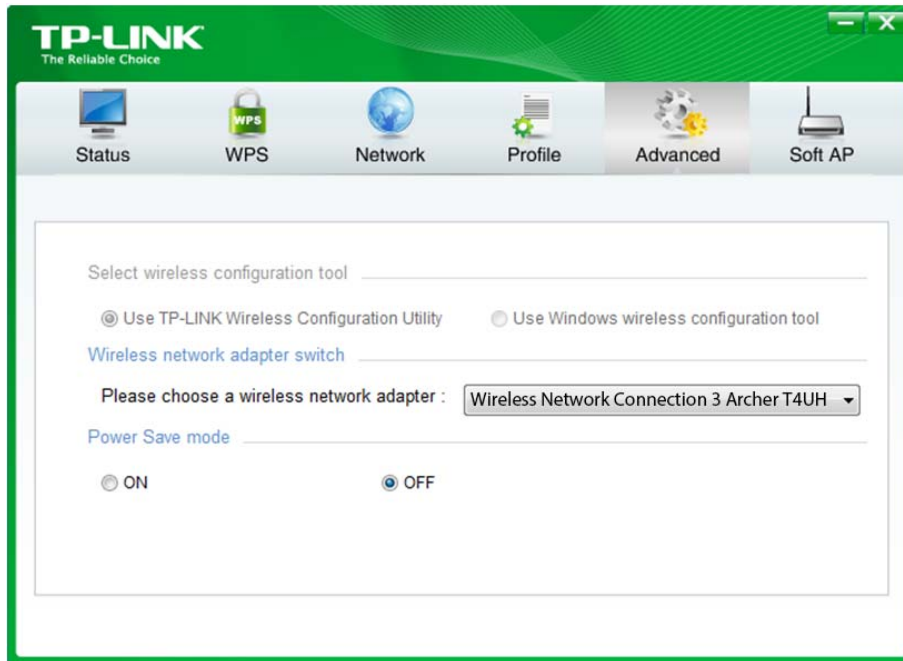 TP-LINK
The Reliable Choice
WPS
Status WPS Network Profile Advanced Soft AP
Select wireless configuration tool
Use TP-LINK Wireless Configuration Utility Use Windows wireless configuration tool
Wireless network adapter switch
Please choose a wireless network adapter : Wireless Network Connection 3 Archer T4UH
Power Save mode
ON OFF